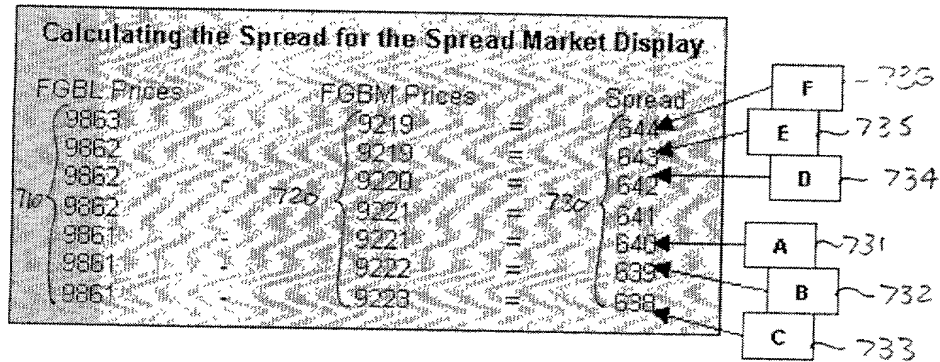 Calculating the Spread for the Spread Market Display
FGBL Prices FGBM Prices Spread
9863 - 9219 = 644
9862 - 9219 = 643
9862 - 9220 = 642
9862 - 9221 = 641
9861 - 9221 = 640
9861 - 9222 = 639
9861 - 9223 = 638
710 720 730
F 736
E 735
D 734
A 731
B 732
C 733